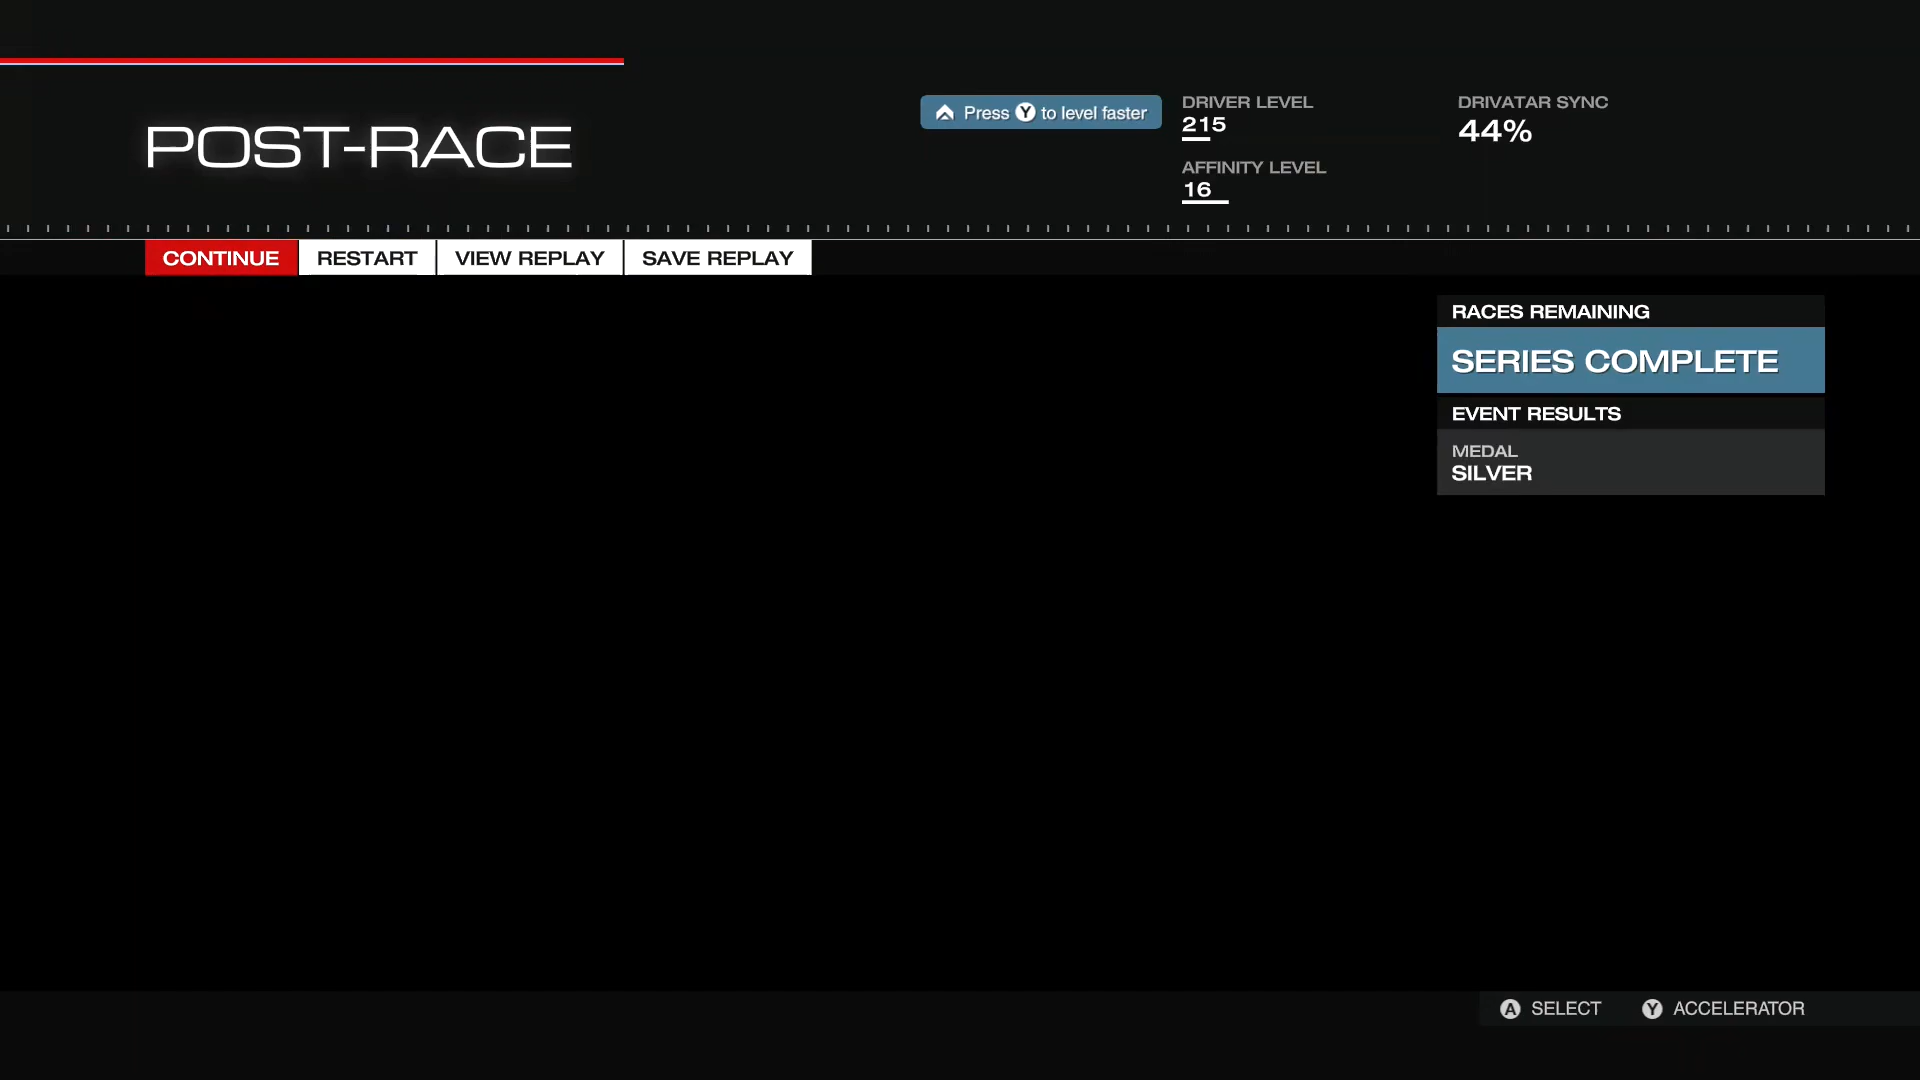 POST-RACE
Press Y to level faster
DRIVER LEVEL
215
AFFINITY LEVEL
16
DRIVATAR SYNC
44%
CONTINUE
RESTART
VIEW REPLAY
SAVE REPLAY
RACES REMAINING
SERIES COMPLETE
EVENT RESULTS
MEDAL
SILVER
A SELECT
Y ACCELERATOR